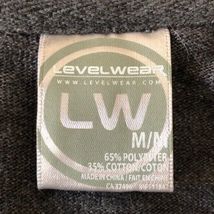 LEVELWEAR
WWW.LEVELWEAR.COM
LW
M/M
65% POLYESTER
35% COTTON/COTON
MADE IN CHINA / FAIT EN CHINE